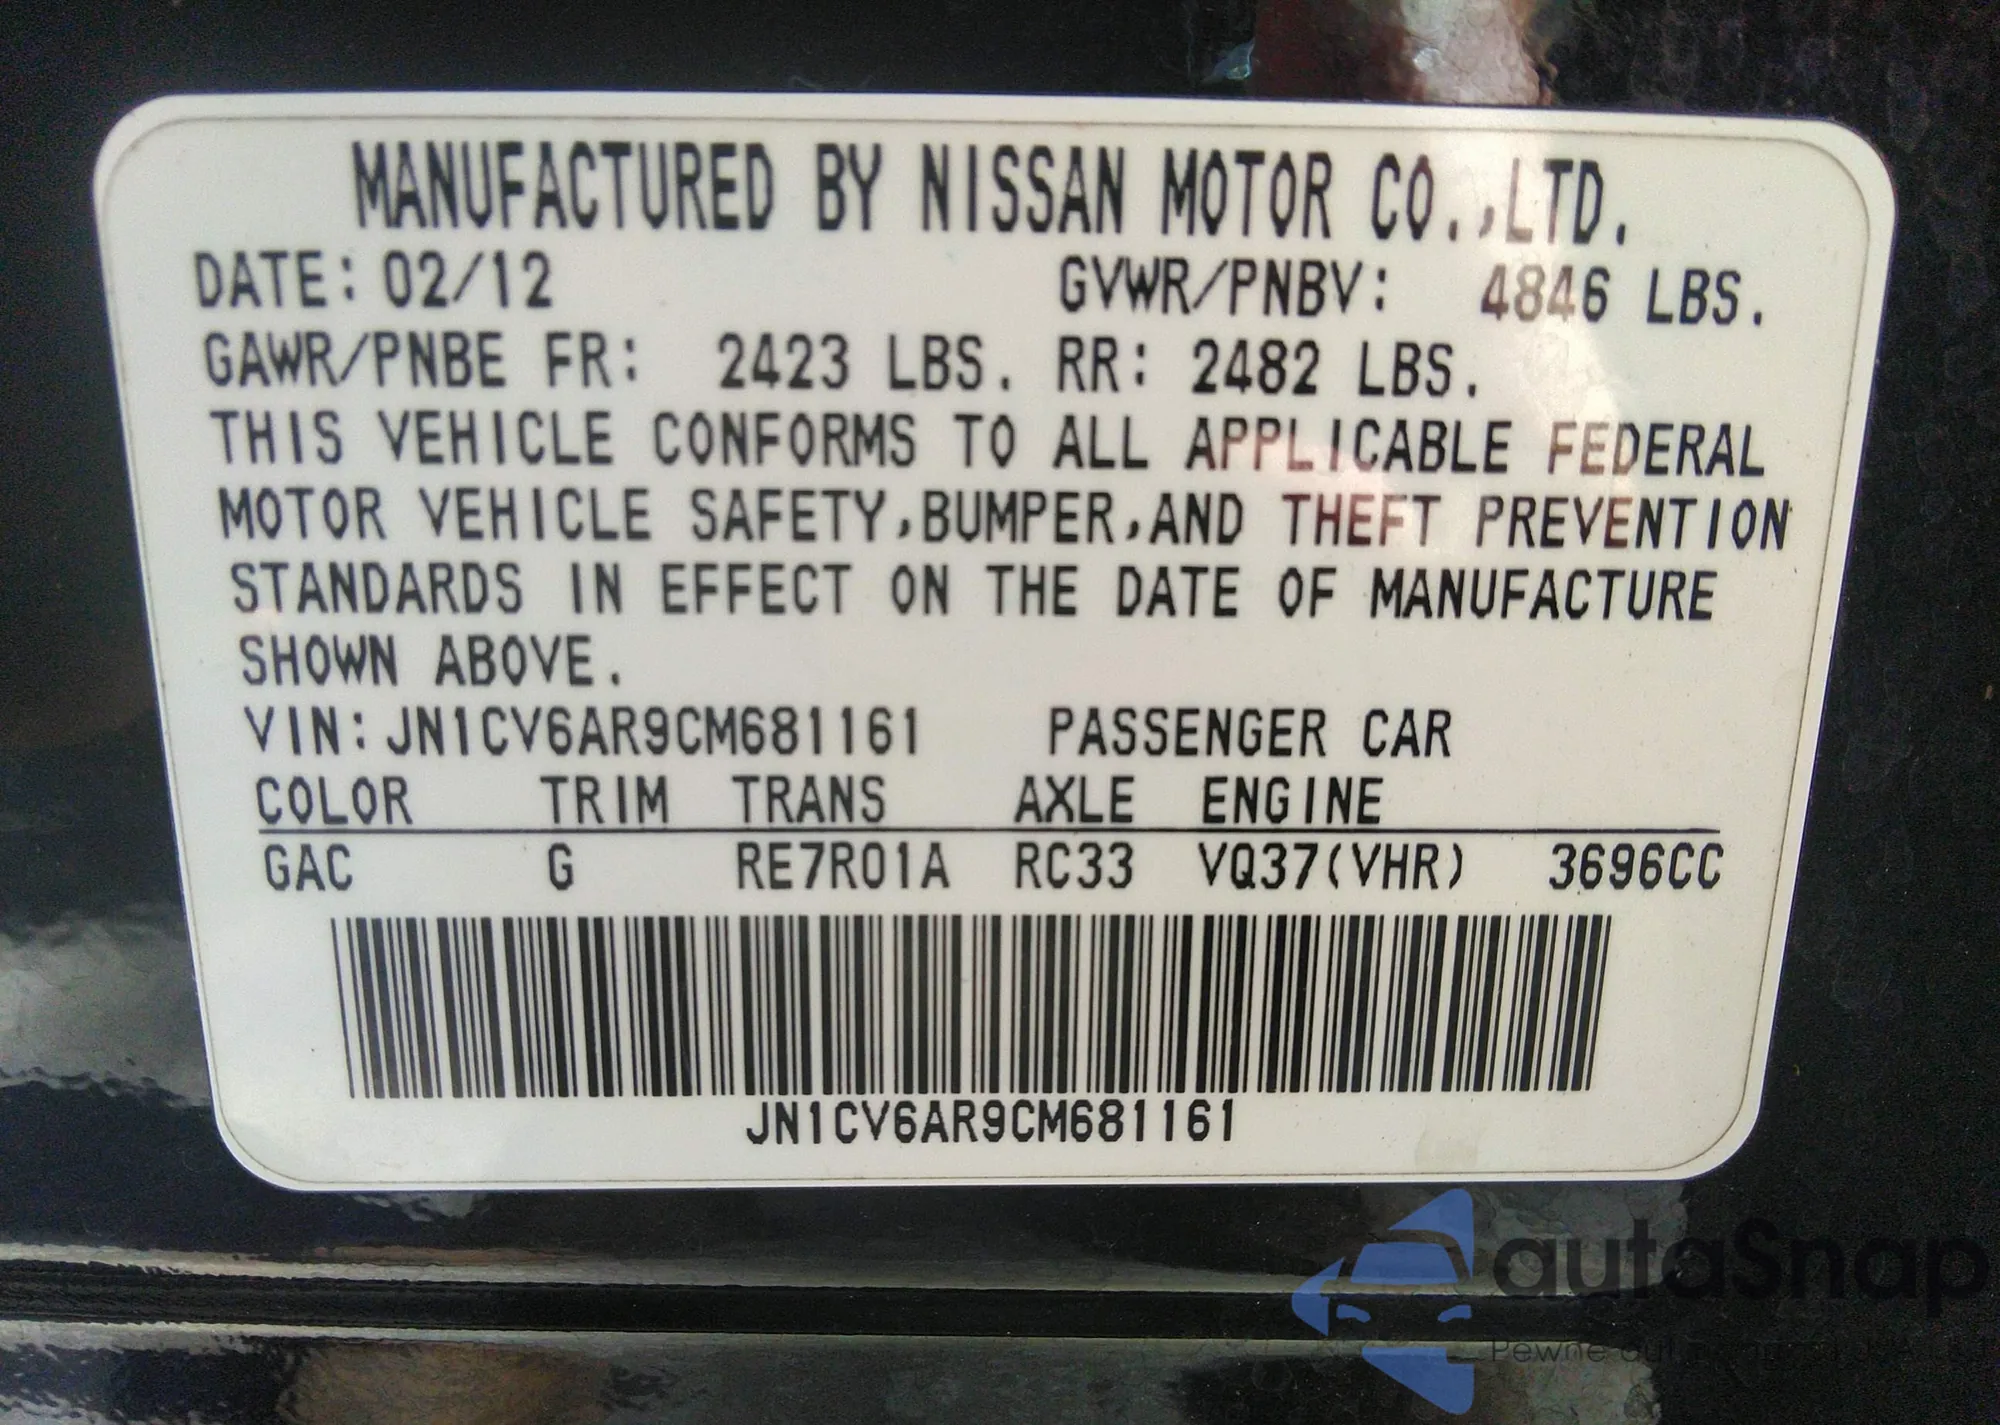 MANUFACTURED BY NISSAN MOTOR CO.,LTD.
DATE: 02/12 GVWR/PNBV: 4846 LBS.
GAWR/PNBE FR: 2423 LBS. RR: 2482 LBS.
THIS VEHICLE CONFORMS TO ALL APPLICABLE FEDERAL
MOTOR VEHICLE SAFETY,BUMPER,AND THEFT PREVENTION
STANDARDS IN EFFECT ON THE DATE OF MANUFACTURE
SHOWN ABOVE.
VIN: JN1CV6AR9CM681161 PASSENGER CAR
COLOR TRIM TRANS AXLE ENGINE
GAC G RE7R01A RC33 VQ37(VHR) 3696CC
JN1CV6AR9CM681161
autaSnap
Pewne